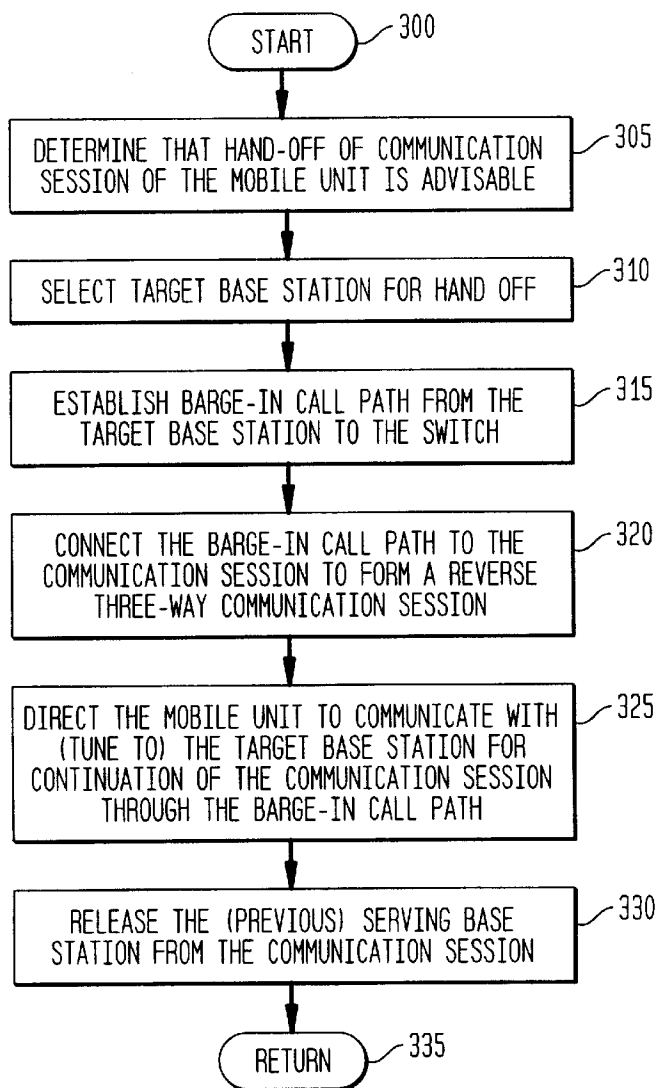 START
300
DETERMINE THAT HAND-OFF OF COMMUNICATION
SESSION OF THE MOBILE UNIT IS ADVISABLE
305
SELECT TARGET BASE STATION FOR HAND OFF
310
ESTABLISH BARGE-IN CALL PATH FROM THE
TARGET BASE STATION TO THE SWITCH
315
CONNECT THE BARGE-IN CALL PATH TO THE
COMMUNICATION SESSION TO FORM A REVERSE
THREE-WAY COMMUNICATION SESSION
320
DIRECT THE MOBILE UNIT TO COMMUNICATE WITH
(TUNE TO) THE TARGET BASE STATION FOR
CONTINUATION OF THE COMMUNICATION SESSION
THROUGH THE BARGE-IN CALL PATH
325
RELEASE THE (PREVIOUS) SERVING BASE
STATION FROM THE COMMUNICATION SESSION
330
RETURN
335